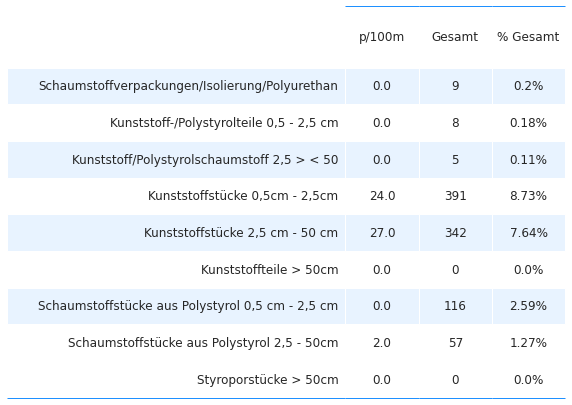 p/100m Gesamt % Gesamt
Schaumstoffverpackungen/Isolierung/Polyurethan 0.0 9 0.2%
Kunststoff-/Polystyrolteile 0,5 - 2,5 cm 0.0 8 0.18%
Kunststoff/Polystyrolschaumstoff 2,5 > < 50 0.0 5 0.11%
Kunststoffstücke 0,5cm - 2,5cm 24.0 391 8.73%
Kunststoffstücke 2,5 cm - 50 cm 27.0 342 7.64%
Kunststoffteile > 50cm 0.0 0 0.0%
Schaumstoffstücke aus Polystyrol 0,5 cm - 2,5 cm 0.0 116 2.59%
Schaumstoffstücke aus Polystyrol 2,5 - 50cm 2.0 57 1.27%
Styroporstücke > 50cm 0.0 0 0.0%